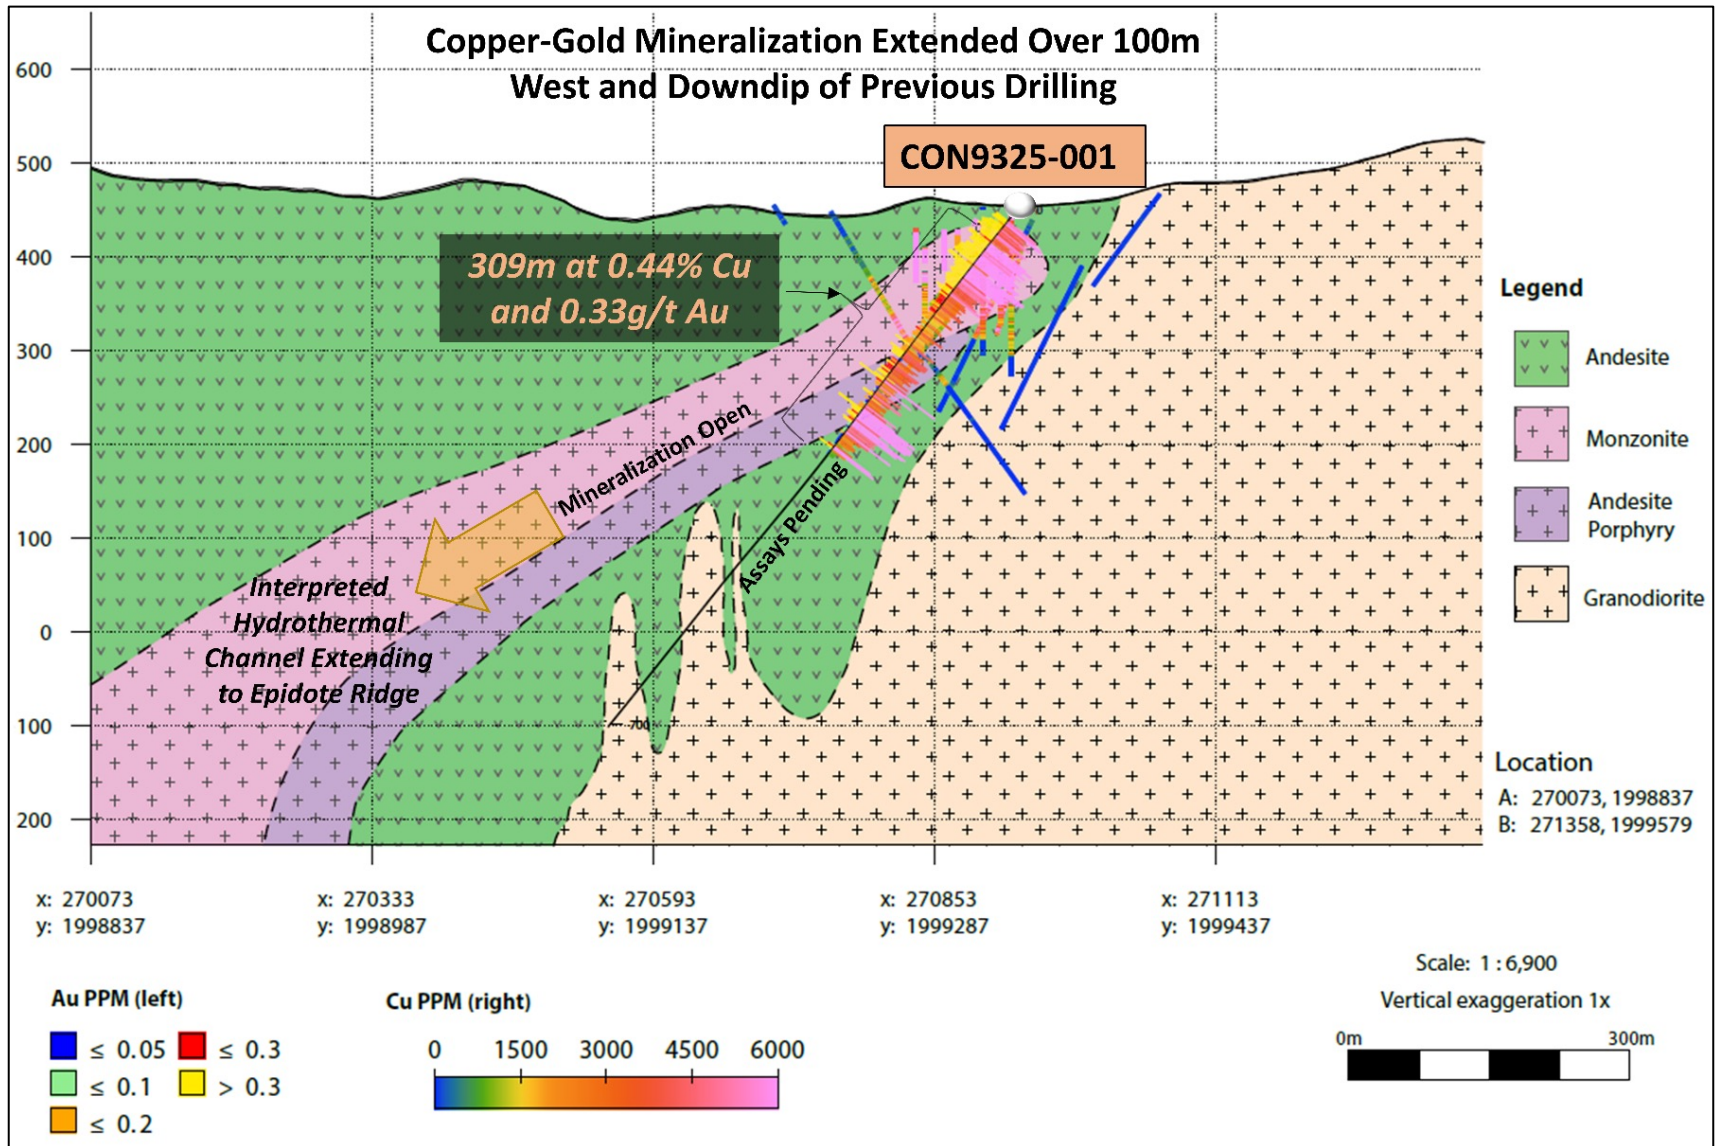 Copper-Gold Mineralization Extended Over 100m
West and Downdip of Previous Drilling
CON9325-001
309m at 0.44% Cu
and 0.33g/t Au
600
500
400
300
200
100
0
100
200
Mineralization Open
Assays Pending
Interpreted
Hydrothermal
Channel Extending
to Epidote Ridge
700
Legend
Andesite
Monzonite
Andesite
Porphyry
Granodiorite
Location
A: 270073, 1998837
B: 271358, 1999579
x: 270073
y: 1998837
x: 270333
y: 1998987
x: 270593
y: 1999137
x: 270853
y: 1999287
x: 271113
y: 1999437
Au PPM (left)
≤ 0.05
≤ 0.3
≤ 0.1
> 0.3
≤ 0.2
Cu PPM (right)
0 1500 3000 4500 6000
Scale: 1 : 6,900
Vertical exaggeration 1x
0m 300m